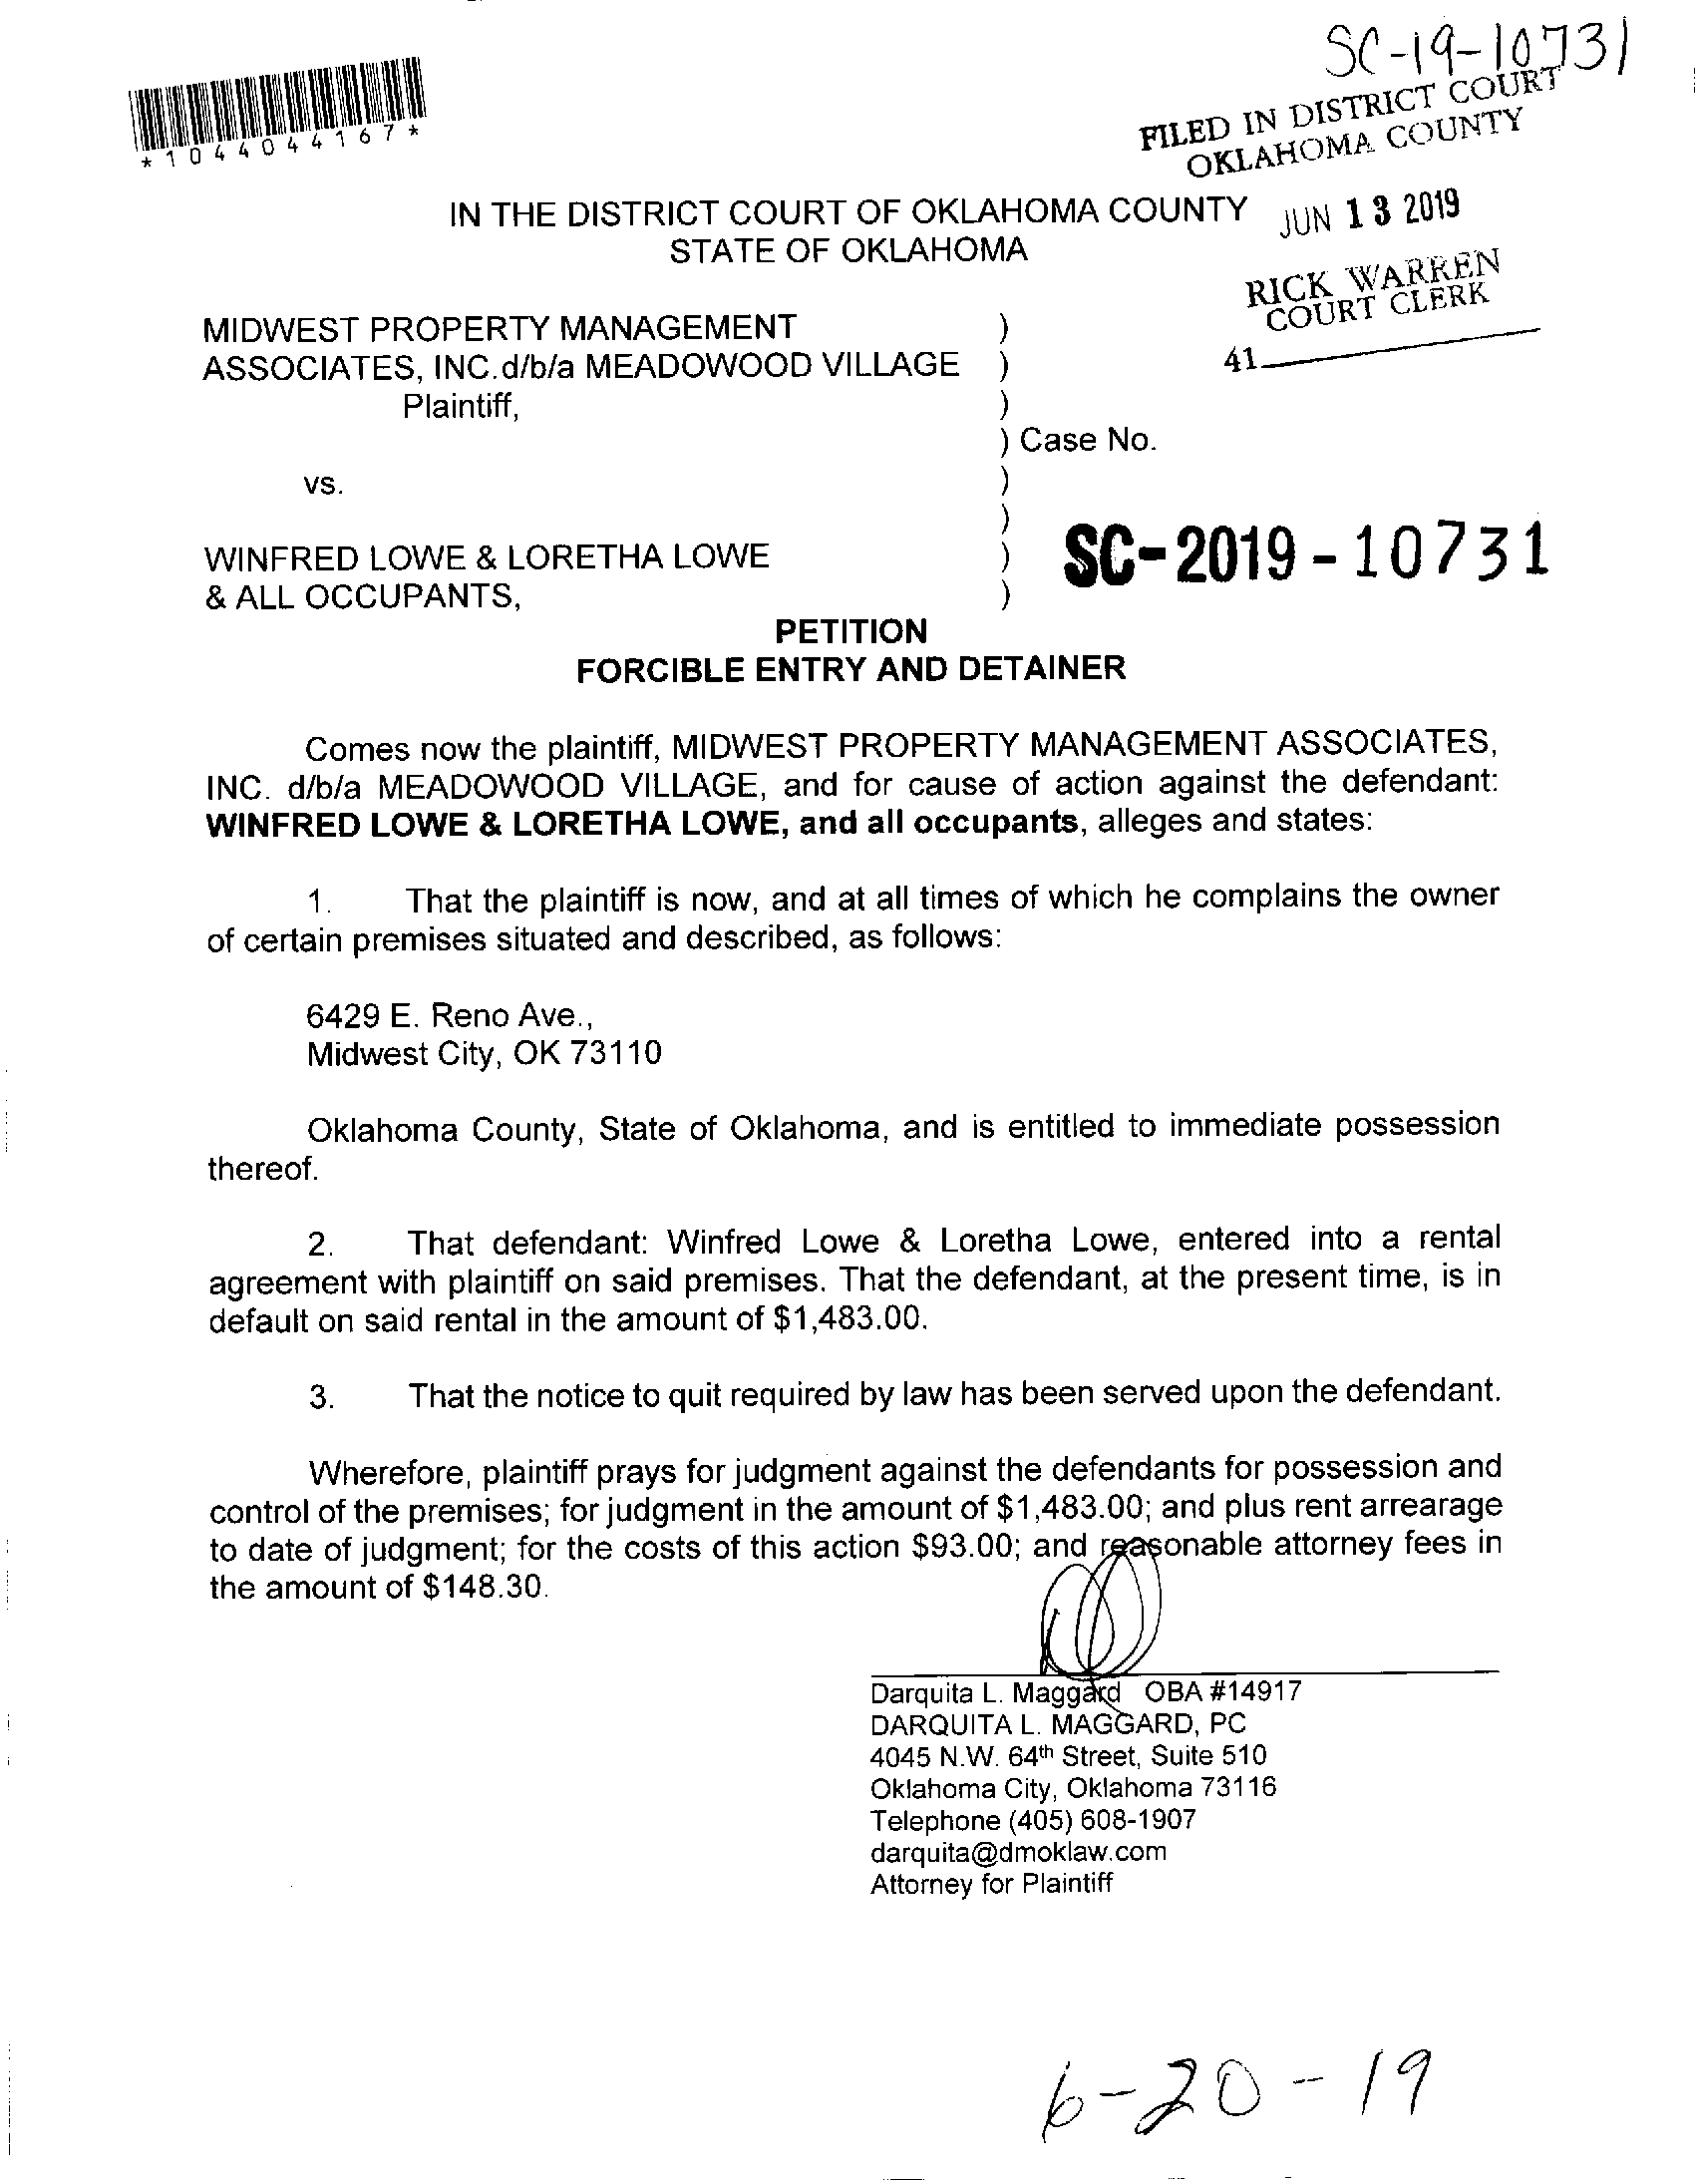 SC-19-10731
*1044044167*
FILED IN DISTRICT COURT
OKLAHOMA COUNTY
IN THE DISTRICT COURT OF OKLAHOMA COUNTY
JUN 13 2019
STATE OF OKLAHOMA
RICK WARREN
COURT CLERK
41
MIDWEST PROPERTY MANAGEMENT )
ASSOCIATES, INC.d/b/a MEADOWOOD VILLAGE )
Plaintiff, )
) Case No.
vs. )
)
WINFRED LOWE & LORETHA LOWE ) SC-2019-10731
& ALL OCCUPANTS, )
PETITION
FORCIBLE ENTRY AND DETAINER
Comes now the plaintiff, MIDWEST PROPERTY MANAGEMENT ASSOCIATES,
INC. d/b/a MEADOWOOD VILLAGE, and for cause of action against the defendant:
WINFRED LOWE & LORETHA LOWE, and all occupants, alleges and states:
1. That the plaintiff is now, and at all times of which he complains the owner
of certain premises situated and described, as follows:
6429 E. Reno Ave.,
Midwest City, OK 73110
Oklahoma County, State of Oklahoma, and is entitled to immediate possession
thereof.
2. That defendant: Winfred Lowe & Loretha Lowe, entered into a rental
agreement with plaintiff on said premises. That the defendant, at the present time, is in
default on said rental in the amount of $1,483.00.
3. That the notice to quit required by law has been served upon the defendant.
Wherefore, plaintiff prays for judgment against the defendants for possession and
control of the premises; for judgment in the amount of $1,483.00; and plus rent arrearage
to date of judgment; for the costs of this action $93.00; and reasonable attorney fees in
the amount of $148.30.
Darquita L. Maggard OBA #14917
DARQUITA L. MAGGARD, PC
4045 N.W. 64th Street, Suite 510
Oklahoma City, Oklahoma 73116
Telephone (405) 608-1907
darquita@dmoklaw.com
Attorney for Plaintiff
6-20-19